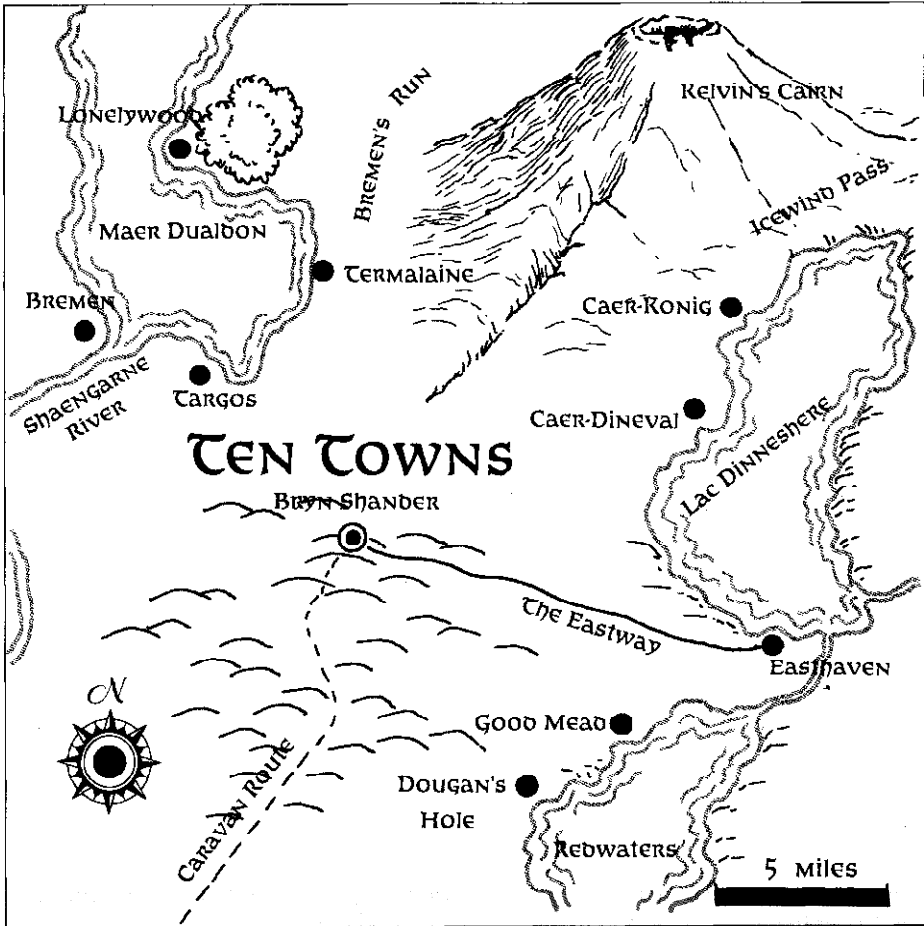 Lonelywood
Bremen's Run
Kelvin's Cairn
Icewind Pass
Maer Dualdon
Termalaine
Bremen
Caer-Konig
Shaengarne
River
Targos
Caer-Dineval
Lac Dinneshere
Ten Towns
Bryn Shander
The Eastway
Easthaven
N
Good Mead
Caravan Route
Dougan's
Hole
Redwaters
5 Miles